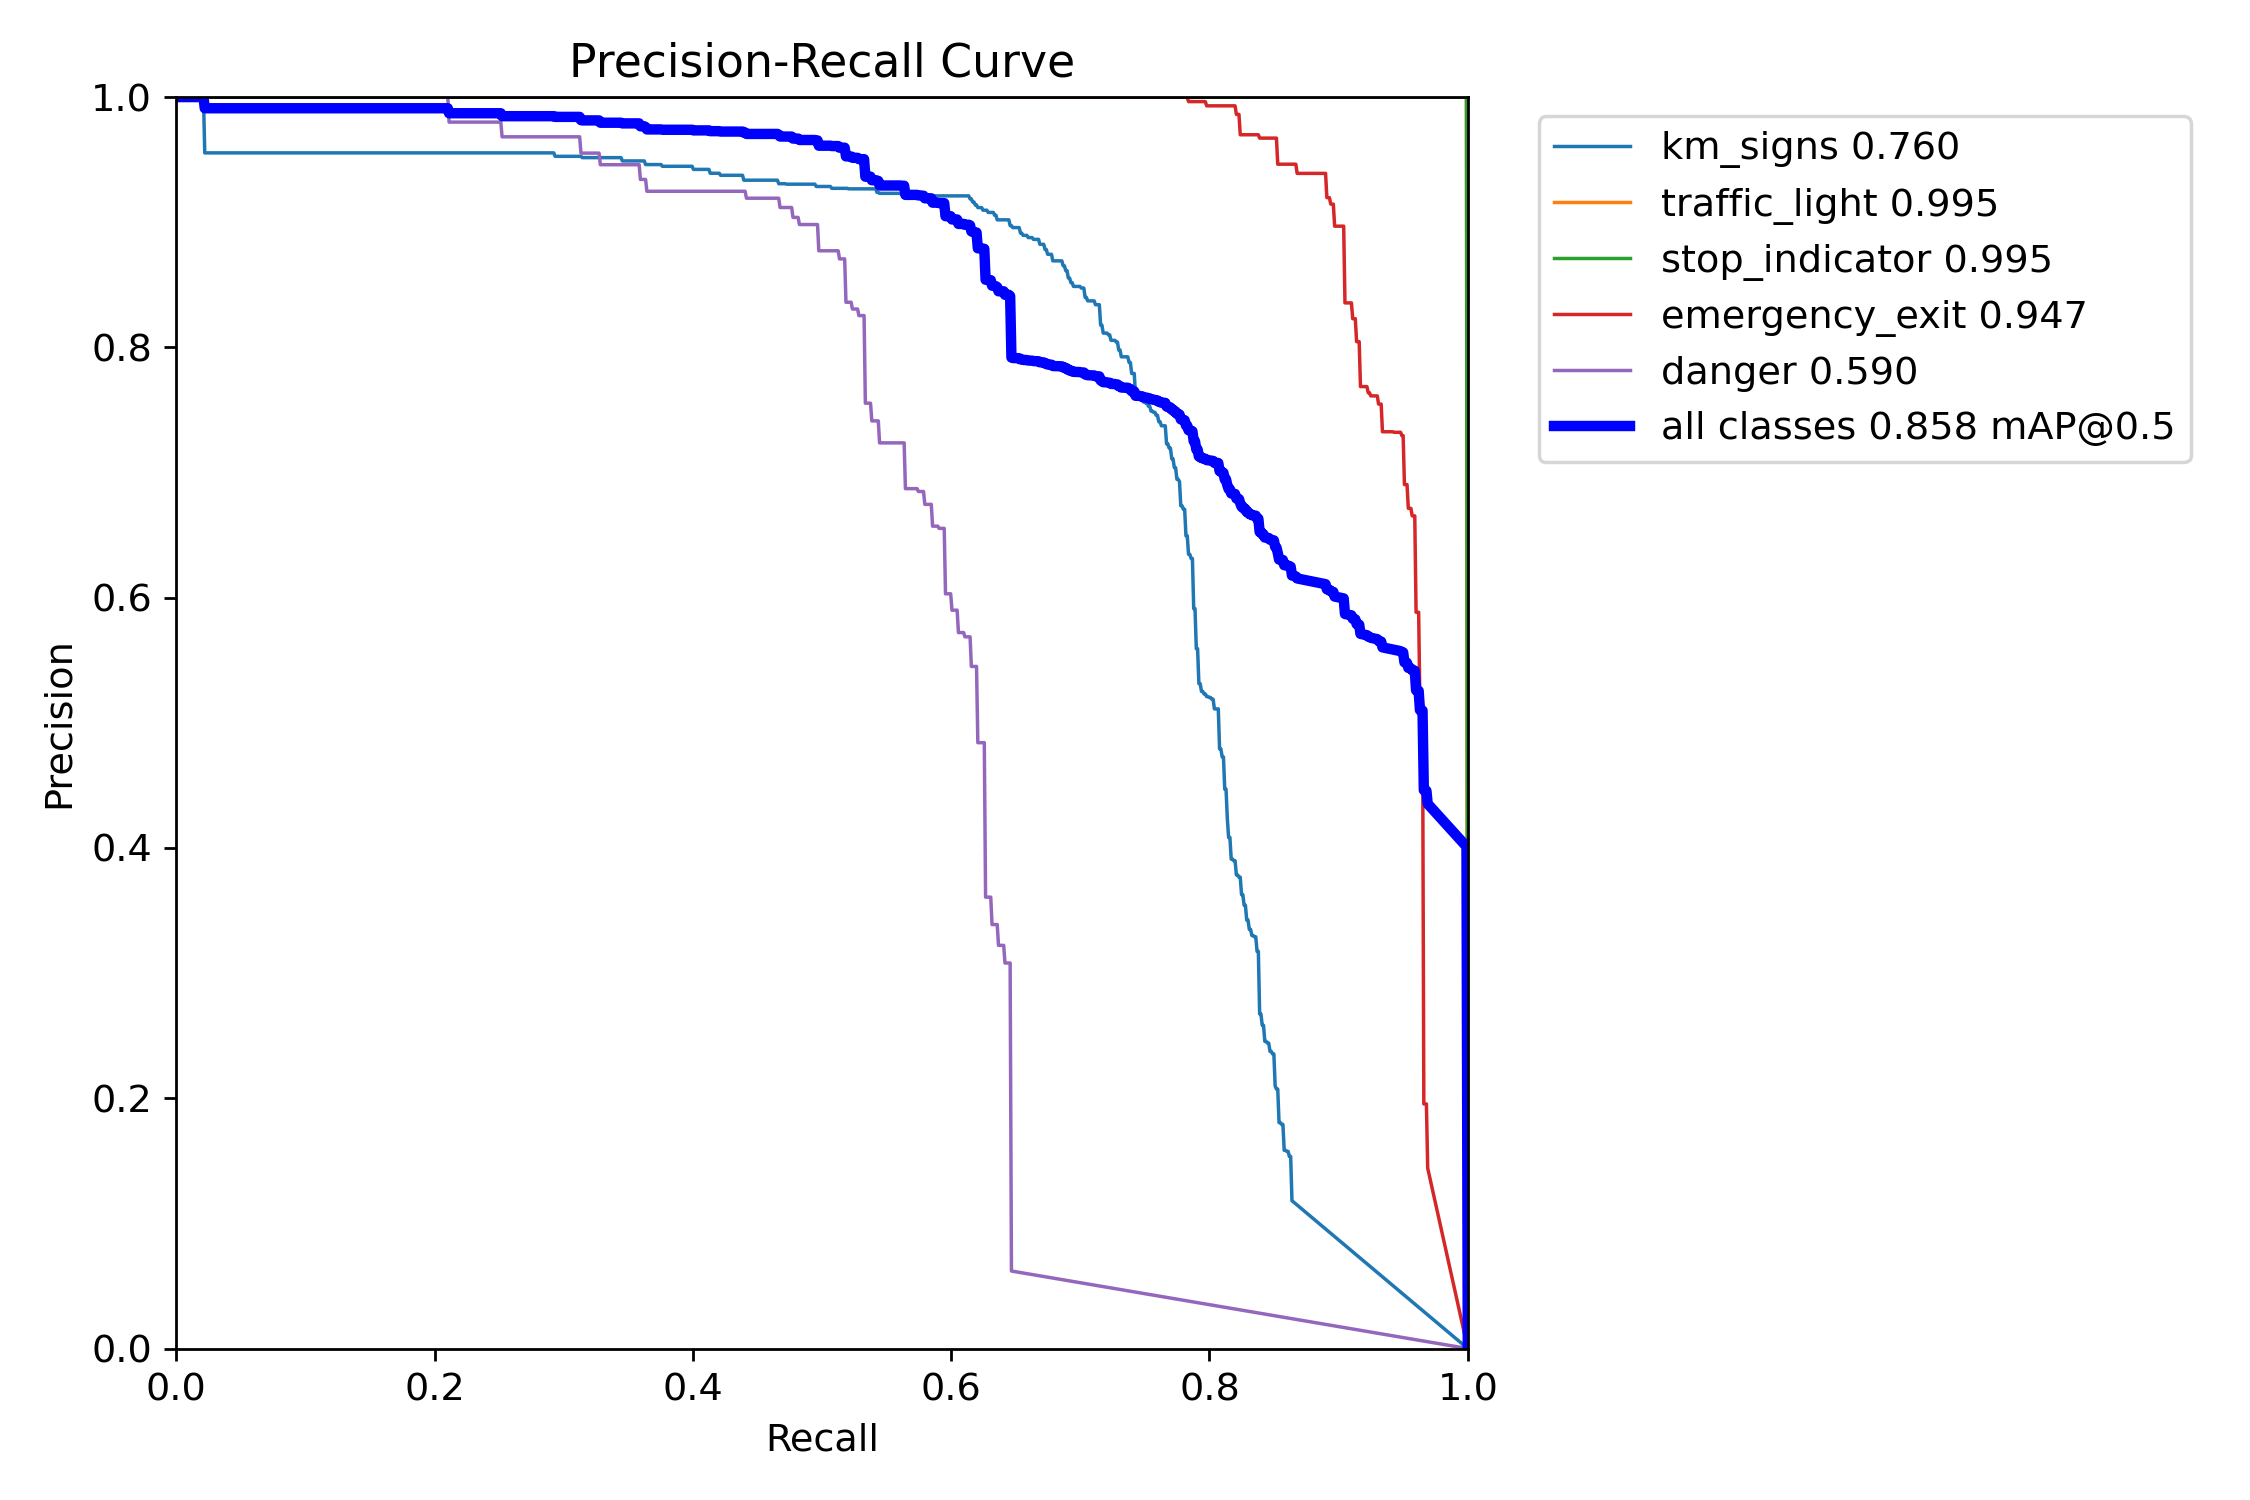 Precision-Recall Curve
1.0
0.8
0.6
0.4
0.2
0.0
Precision
0.0 0.2 0.4 0.6 0.8 1.0
Recall
km_signs 0.760
traffic_light 0.995
stop_indicator 0.995
emergency_exit 0.947
danger 0.590
all classes 0.858 mAP@0.5